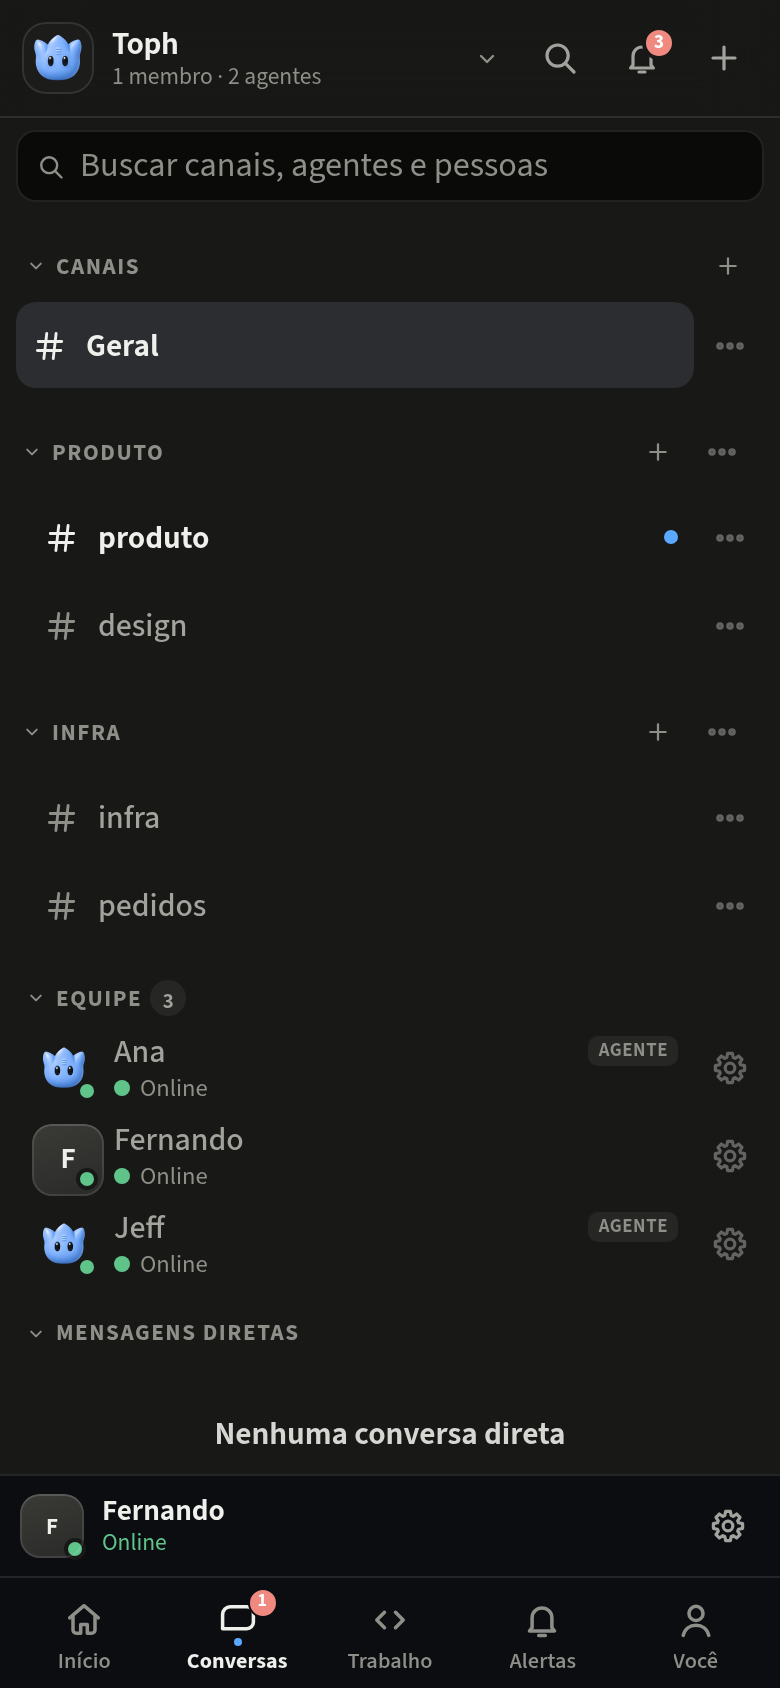 Toph
1 membro · 2 agentes
3
Buscar canais, agentes e pessoas
CANAIS
# Geral
PRODUTO
# produto
# design
INFRA
# infra
# pedidos
EQUIPE 3
Ana
AGENTE
Online
F
Fernando
Online
Jeff
AGENTE
Online
MENSAGENS DIRETAS
Nenhuma conversa direta
F
Fernando
Online
1
Início
Conversas
Trabalho
Alertas
Você